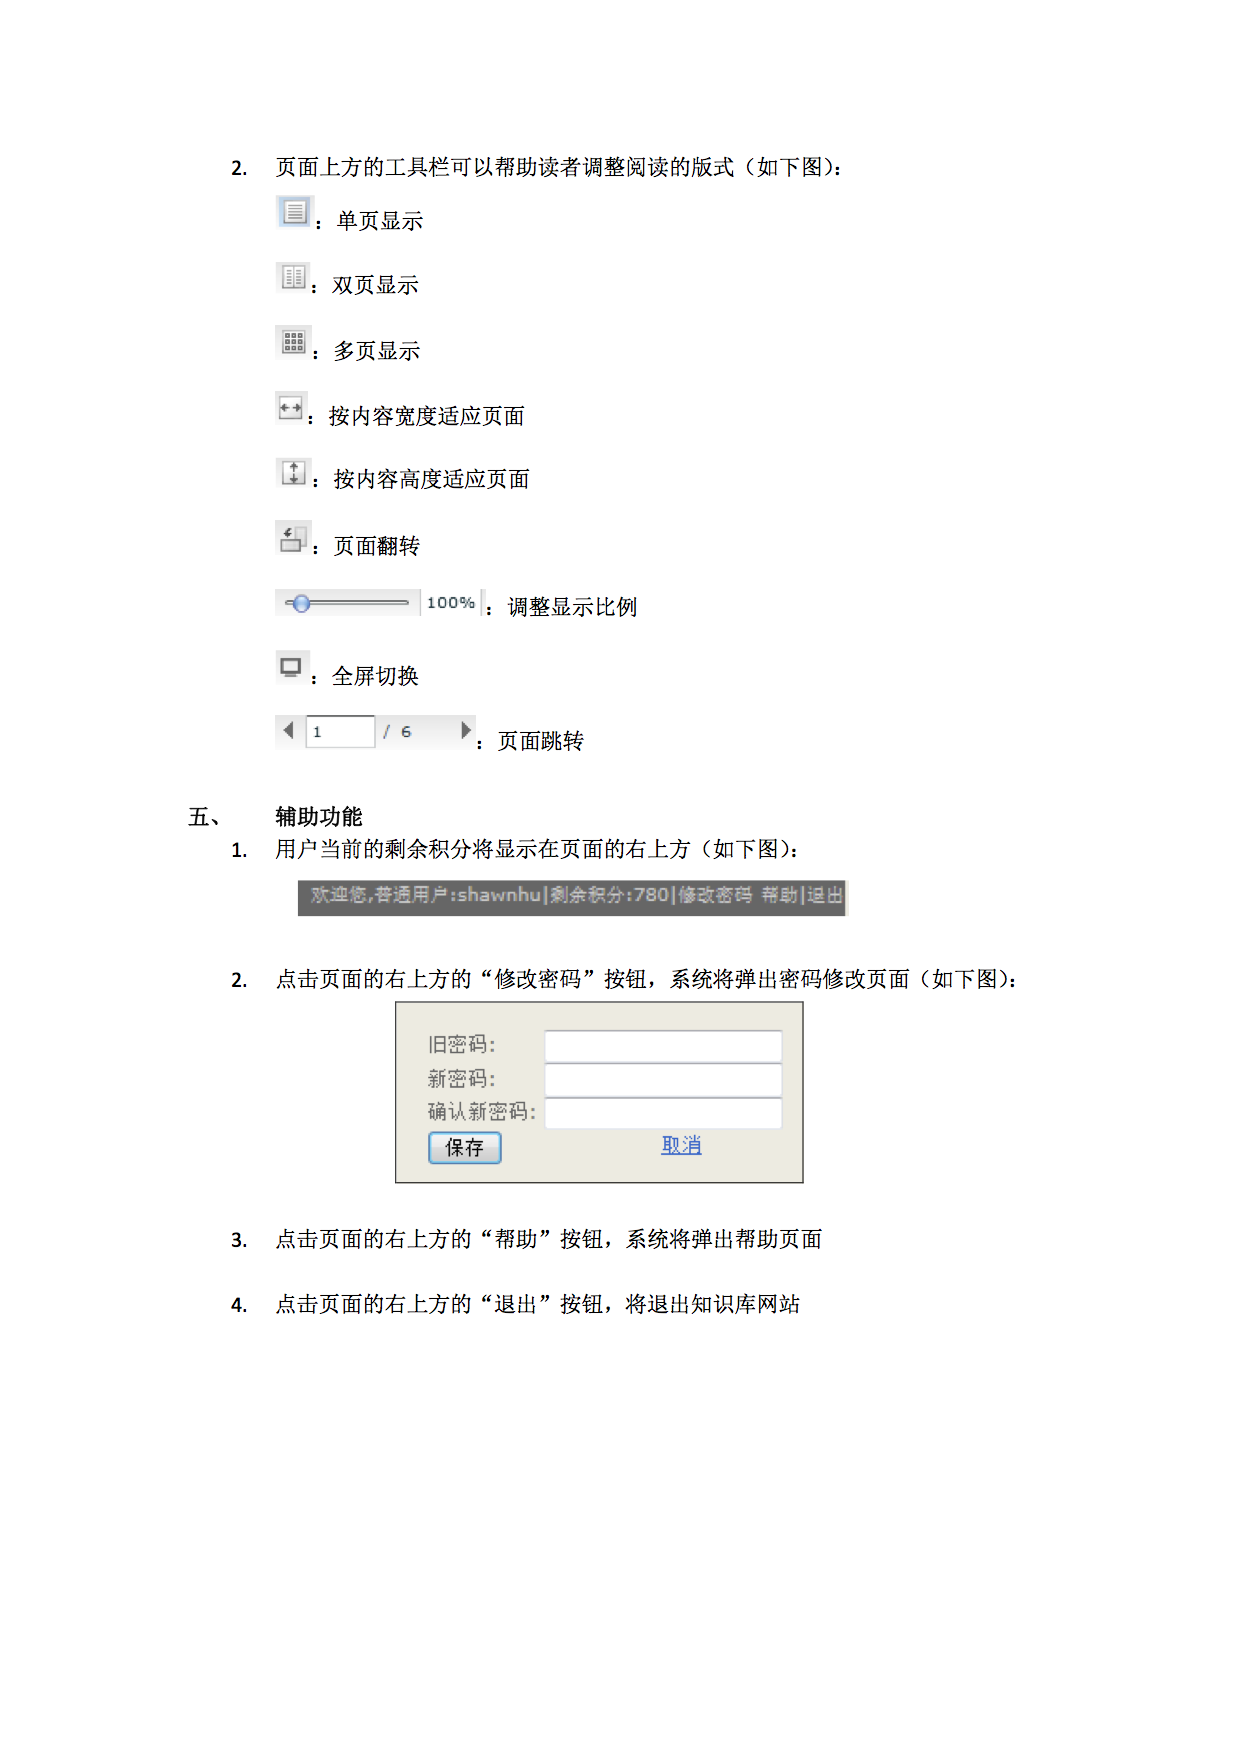 2. 页面上方的工具栏可以帮助读者调整阅读的版式（如下图）：
：单页显示
：双页显示
：多页显示
：按内容宽度适应页面
：按内容高度适应页面
：页面翻转
100% ：调整显示比例
：全屏切换
1 / 6 ：页面跳转
五、 辅助功能
1. 用户当前的剩余积分将显示在页面的右上方（如下图）：
欢迎您,普通用户:shawnhu|剩余积分:780|修改密码 帮助|退出
2. 点击页面的右上方的“修改密码”按钮，系统将弹出密码修改页面（如下图）：
旧密码:
新密码:
确认新密码:
保存 取消
3. 点击页面的右上方的“帮助”按钮，系统将弹出帮助页面
4. 点击页面的右上方的“退出”按钮，将退出知识库网站